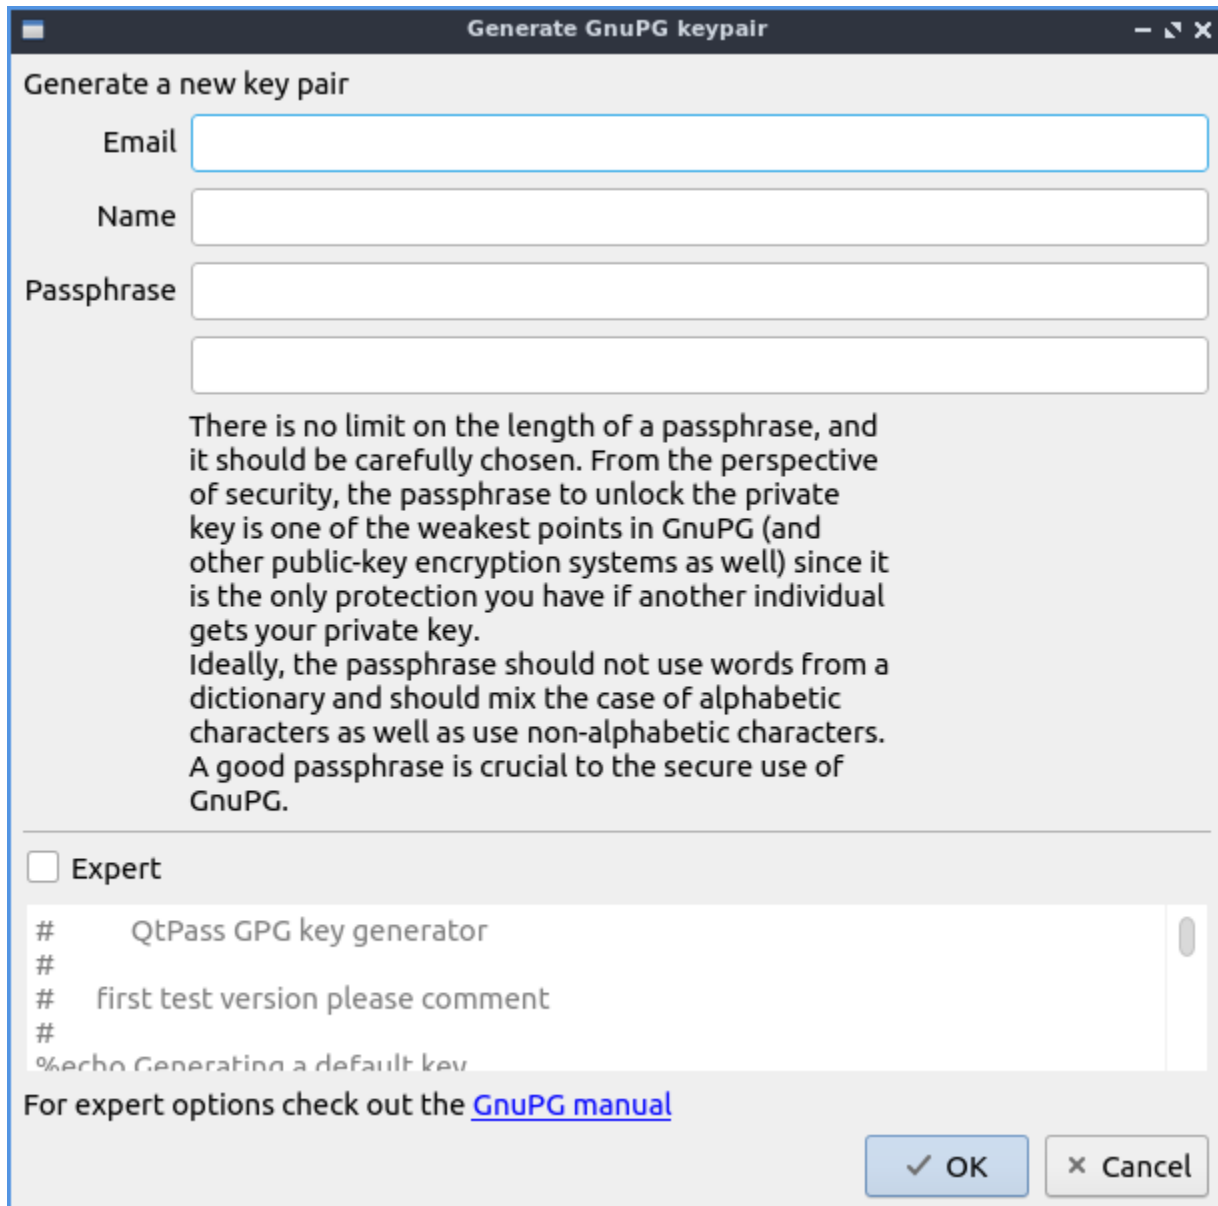 Generate GnuPG keypair
Generate a new key pair
Email
Name
Passphrase
There is no limit on the length of a passphrase, and
it should be carefully chosen. From the perspective
of security, the passphrase to unlock the private
key is one of the weakest points in GnuPG (and
other public-key encryption systems as well) since it
is the only protection you have if another individual
gets your private key.
Ideally, the passphrase should not use words from a
dictionary and should mix the case of alphabetic
characters as well as use non-alphabetic characters.
A good passphrase is crucial to the secure use of
GnuPG.
Expert
# QtPass GPG key generator
#
# first test version please comment
#
%echo Generating a default key
For expert options check out the GnuPG manual
OK Cancel